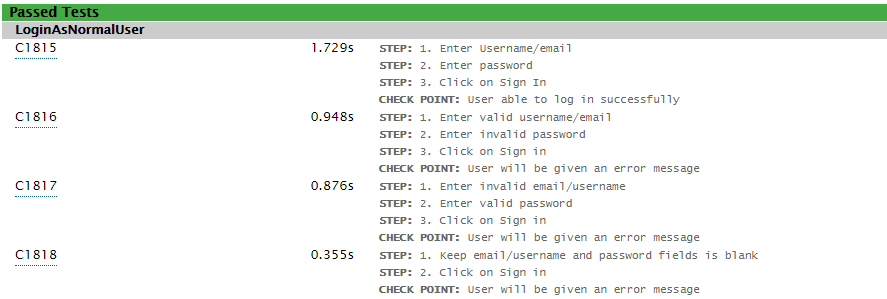 Passed Tests
LoginAsNormalUser
C1815 1.729s STEP: 1. Enter Username/email
STEP: 2. Enter password
STEP: 3. Click on Sign In
CHECK POINT: User able to log in successfully
C1816 0.948s STEP: 1. Enter valid username/email
STEP: 2. Enter invalid password
STEP: 3. Click on Sign in
CHECK POINT: User will be given an error message
C1817 0.876s STEP: 1. Enter invalid email/username
STEP: 2. Enter valid password
STEP: 3. Click on Sign in
CHECK POINT: User will be given an error message
C1818 0.355s STEP: 1. Keep email/username and password fields is blank
STEP: 2. Click on Sign in
CHECK POINT: User will be given an error message